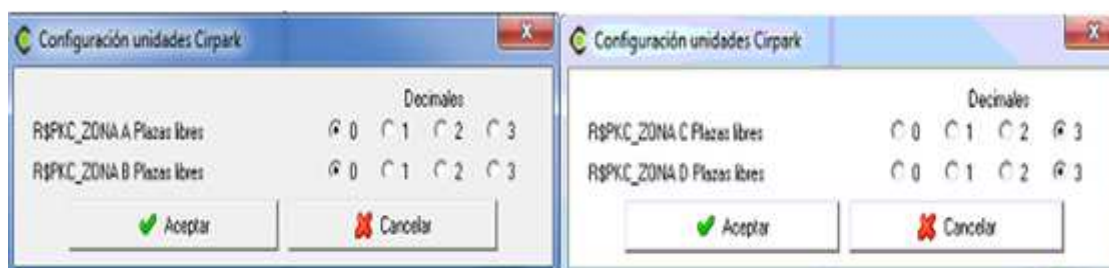 Configuración unidades Cirpark
Decimales
R$PKC_ZONA A Plazas libres 0 1 2 3
R$PKC_ZONA B Plazas libres 0 1 2 3
Aceptar Cancelar
Configuración unidades Cirpark
Decimales
R$PKC_ZONA C Plazas libres 0 1 2 3
R$PKC_ZONA D Plazas libres 0 1 2 3
Aceptar Cancelar